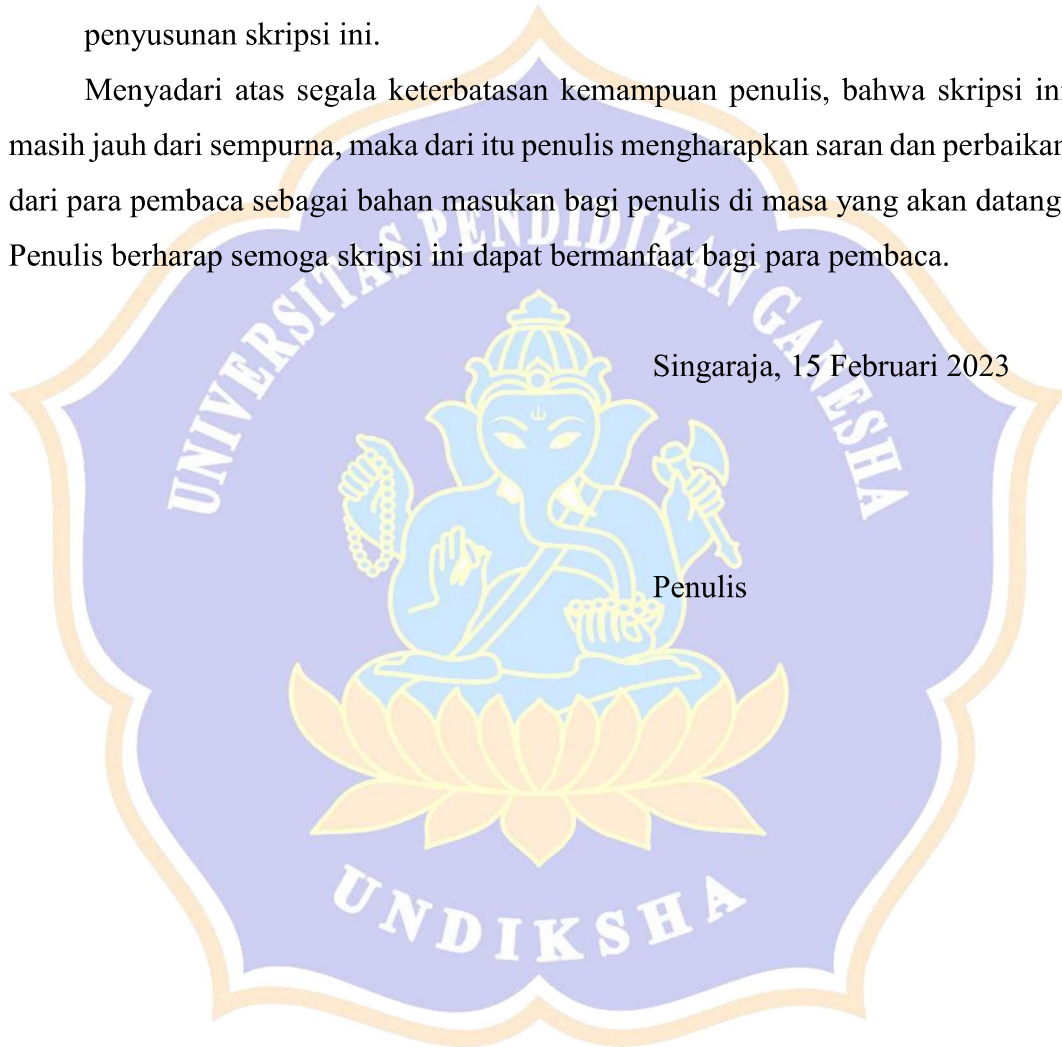 penyusunan skripsi ini.
Menyadari atas segala keterbatasan kemampuan penulis, bahwa skripsi ini
masih jauh dari sempurna, maka dari itu penulis mengharapkan saran dan perbaikan
dari para pembaca sebagai bahan masukan bagi penulis di masa yang akan datang
Penulis berharap semoga skripsi ini dapat bermanfaat bagi para pembaca.
UNIVERSITAS PENDIDIKAN GANESHA
Singaraja, 15 Februari 2023
Penulis
UNDIKSHA